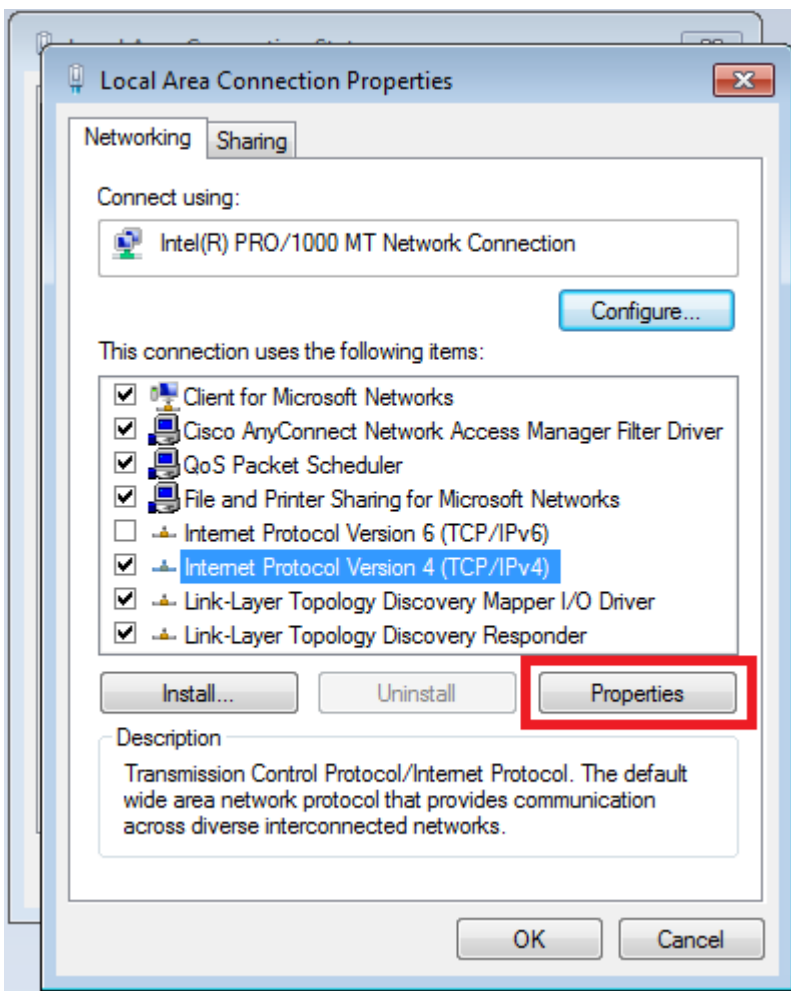 Local Area Connection Properties
Networking
Sharing
Connect using:
Intel(R) PRO/1000 MT Network Connection
Configure...
This connection uses the following items:
Client for Microsoft Networks
Cisco AnyConnect Network Access Manager Filter Driver
QoS Packet Scheduler
File and Printer Sharing for Microsoft Networks
Internet Protocol Version 6 (TCP/IPv6)
Internet Protocol Version 4 (TCP/IPv4)
Link-Layer Topology Discovery Mapper I/O Driver
Link-Layer Topology Discovery Responder
Install...
Uninstall
Properties
Description
Transmission Control Protocol/Internet Protocol. The default
wide area network protocol that provides communication
across diverse interconnected networks.
OK
Cancel